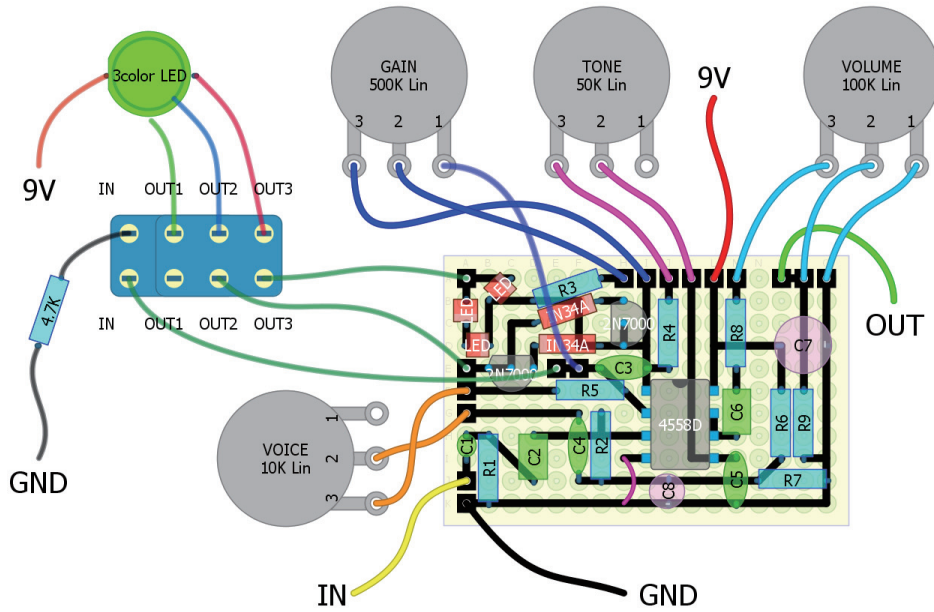 3color LED
9V
IN OUT1 OUT2 OUT3
IN OUT1 OUT2 OUT3
4.7K
GND
GAIN
500K Lin
3 2 1
TONE
50K Lin
3 2 1
9V
VOLUME
100K Lin
3 2 1
OUT
VOICE
10K Lin
1
2
3
IN
GND
LED
LED
LED
R3
IN34A
IN34A
2N7000
2N7000
R4
R8
C7
C3
R5
4558D
C6
R6
R9
C1
R1
C2
C4
R2
C8
C5
R7